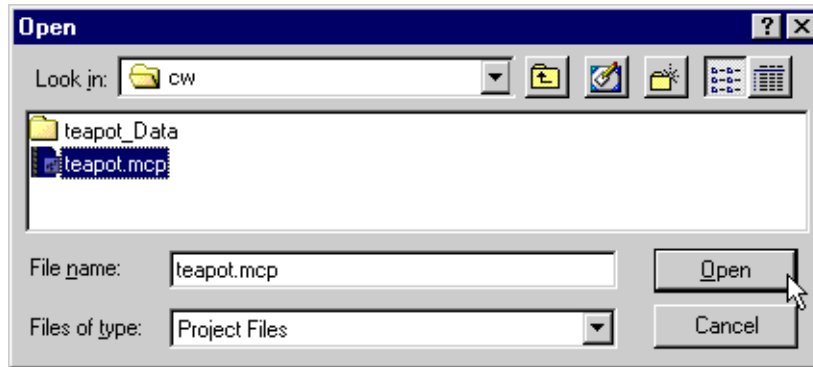 Open
Look in: cw
teapot_Data
teapot.mcp
File name: teapot.mcp Open
Files of type: Project Files Cancel